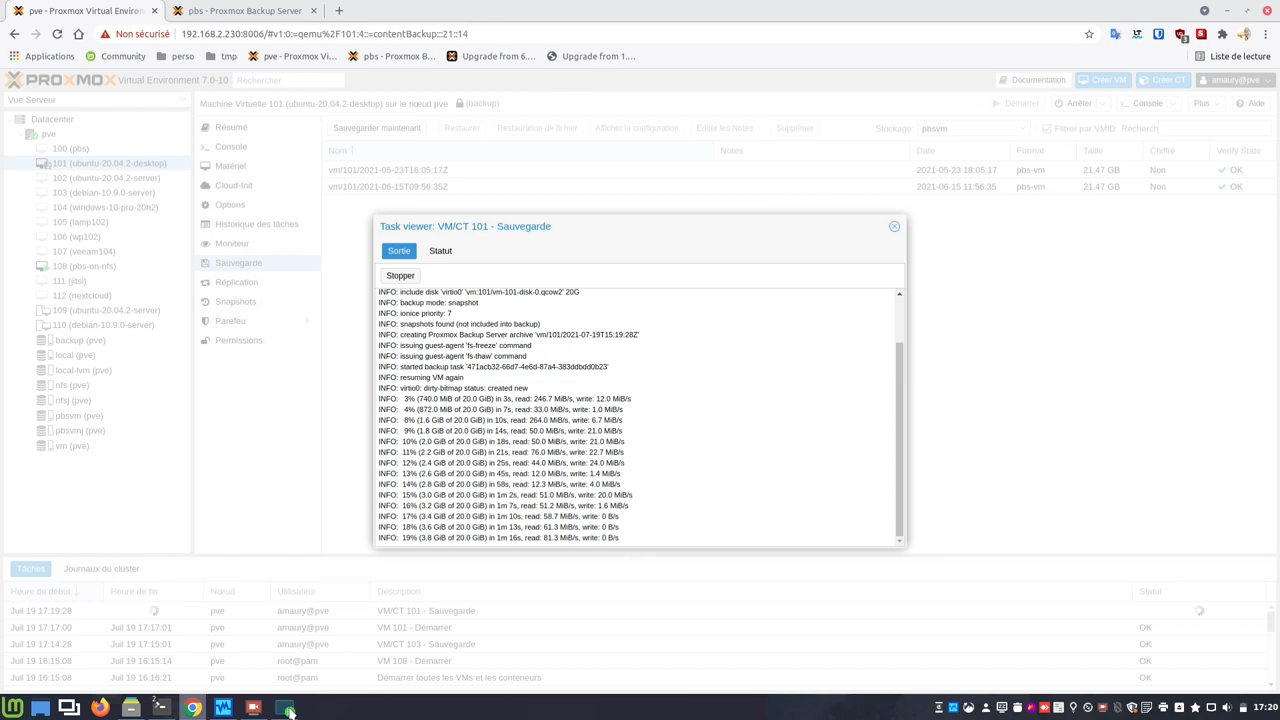 pve - Proxmox Virtual Environ
pbs - Proxmox Backup Server
Non sécurisé
192.168.2.230:8006/#v1:0:=qemu%2F101:4::=contentBackup:::21::14
Applications
Community
perso
tmp
pve - Proxmox Vi…
pbs - Proxmox B…
Upgrade from 6.…
Upgrade from 1.…
Liste de lecture
PROXMOX Virtual Environment 7.0-10
Rechercher
Documentation
Créer VM
Créer CT
amaury@pve
Vue Serveur
Machine Virtuelle 101 (ubuntu-20.04.2-desktop) sur le nœud pve
(backup)
Démarrer
Arrêter
Console
Plus
Aide
Datacenter
pve
100 (pbs)
101 (ubuntu-20.04.2-desktop)
102 (ubuntu-20.04.2-server)
103 (debian-10.9.0-server)
104 (windows-10-pro-20h2)
105 (lamp102)
106 (wp102)
107 (veeam104)
108 (pbs-on-nfs)
111 (jitsi)
112 (nextcloud)
109 (ubuntu-20.04.2-server)
110 (debian-10.9.0-server)
backup (pve)
local (pve)
local-lvm (pve)
nfs (pve)
nfsj (pve)
pbsvm (pve)
pbsvmj (pve)
vm (pve)
Résumé
Console
Matériel
Cloud-Init
Options
Historique des tâches
Moniteur
Sauvegarde
Réplication
Snapshots
Parefeu
Permissions
Sauvegarder maintenant
Restaurer
Restauration de fichier
Afficher la configuration
Editer les Notes
Supprimer
Stockage:
pbsvm
Filtrer par VMID
Recherch
Nom
Notes
Date
Format
Taille
Chiffré
Verify State
vm/101/2021-05-23T16:05:17Z
2021-05-23 18:05:17
pbs-vm
21.47 GB
Non
OK
vm/101/2021-06-15T09:56:35Z
2021-06-15 11:56:35
pbs-vm
21.47 GB
Non
OK
Task viewer: VM/CT 101 - Sauvegarde
Sortie
Statut
Stopper
INFO: include disk 'virtio0' 'vm:101/vm-101-disk-0.qcow2' 20G
INFO: backup mode: snapshot
INFO: ionice priority: 7
INFO: snapshots found (not included into backup)
INFO: creating Proxmox Backup Server archive 'vm/101/2021-07-19T15:19:28Z'
INFO: issuing guest-agent 'fs-freeze' command
INFO: issuing guest-agent 'fs-thaw' command
INFO: started backup task '471acb32-66d7-4e6d-87a4-383ddbdd0b23'
INFO: resuming VM again
INFO: virtio0: dirty-bitmap status: created new
INFO: 3% (740.0 MiB of 20.0 GiB) in 3s, read: 246.7 MiB/s, write: 12.0 MiB/s
INFO: 4% (872.0 MiB of 20.0 GiB) in 7s, read: 33.0 MiB/s, write: 1.0 MiB/s
INFO: 8% (1.6 GiB of 20.0 GiB) in 10s, read: 264.0 MiB/s, write: 6.7 MiB/s
INFO: 9% (1.8 GiB of 20.0 GiB) in 14s, read: 50.0 MiB/s, write: 21.0 MiB/s
INFO: 10% (2.0 GiB of 20.0 GiB) in 18s, read: 50.0 MiB/s, write: 21.0 MiB/s
INFO: 11% (2.2 GiB of 20.0 GiB) in 21s, read: 76.0 MiB/s, write: 22.7 MiB/s
INFO: 12% (2.4 GiB of 20.0 GiB) in 25s, read: 44.0 MiB/s, write: 24.0 MiB/s
INFO: 13% (2.6 GiB of 20.0 GiB) in 45s, read: 12.0 MiB/s, write: 1.4 MiB/s
INFO: 14% (2.8 GiB of 20.0 GiB) in 58s, read: 12.3 MiB/s, write: 4.0 MiB/s
INFO: 15% (3.0 GiB of 20.0 GiB) in 1m 2s, read: 51.0 MiB/s, write: 20.0 MiB/s
INFO: 16% (3.2 GiB of 20.0 GiB) in 1m 7s, read: 51.2 MiB/s, write: 1.6 MiB/s
INFO: 17% (3.4 GiB of 20.0 GiB) in 1m 10s, read: 58.7 MiB/s, write: 0 B/s
INFO: 18% (3.6 GiB of 20.0 GiB) in 1m 13s, read: 61.3 MiB/s, write: 0 B/s
INFO: 19% (3.8 GiB of 20.0 GiB) in 1m 16s, read: 81.3 MiB/s, write: 0 B/s
Tâches
Journaux du cluster
Heure de début
Heure de fin
Nœud
Utilisateur
Description
Statut
Juil 19 17:19:28
pve
amaury@pve
VM/CT 101 - Sauvegarde
Juil 19 17:17:00
Juil 19 17:17:01
pve
amaury@pve
VM 101 - Démarrer
OK
Juil 19 17:14:28
Juil 19 17:15:01
pve
amaury@pve
VM/CT 103 - Sauvegarde
OK
Juil 19 16:15:08
Juil 19 16:15:14
pve
root@pam
VM 108 - Démarrer
OK
Juil 19 16:15:08
Juil 19 16:16:21
pve
root@pam
Démarrer toutes les VMs et les conteneurs
OK
17:20